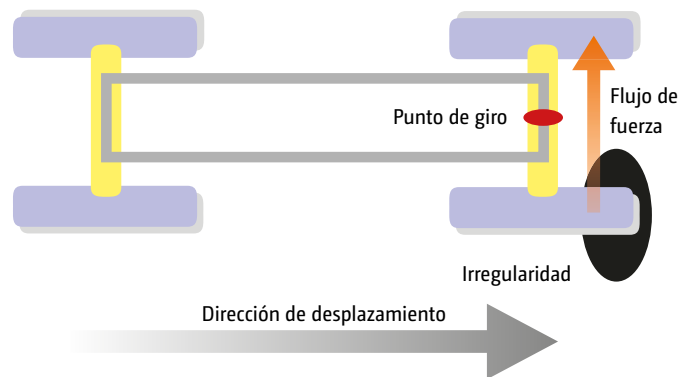 Punto de giro
Flujo de
fuerza
Irregularidad
Dirección de desplazamiento